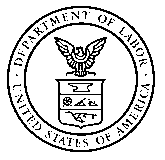 DEPARTMENT OF LABOR
UNITED STATES OF AMERICA